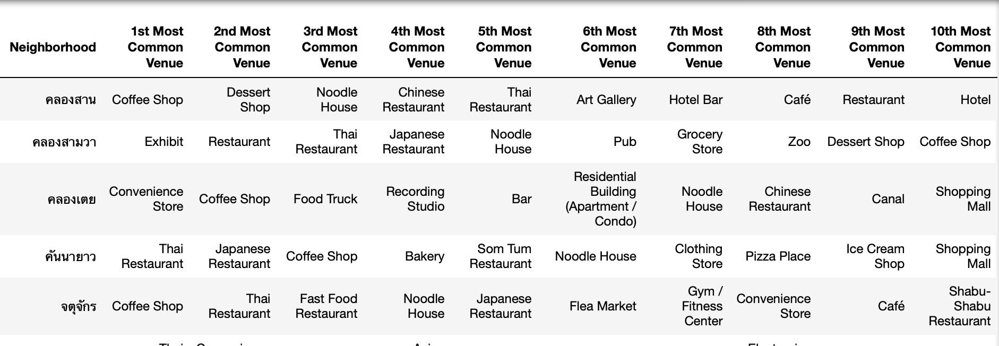 Neighborhood 1st Most Common Venue 2nd Most Common Venue 3rd Most Common Venue 4th Most Common Venue 5th Most Common Venue 6th Most Common Venue 7th Most Common Venue 8th Most Common Venue 9th Most Common Venue 10th Most Common Venue
คลองสาน Coffee Shop Dessert Shop Noodle House Chinese Restaurant Thai Restaurant Art Gallery Hotel Bar Café Restaurant Hotel
คลองสามวา Exhibit Restaurant Thai Restaurant Japanese Restaurant Noodle House Pub Grocery Store Zoo Dessert Shop Coffee Shop
คลองเตย Convenience Store Coffee Shop Food Truck Recording Studio Bar Residential Building (Apartment / Condo) Noodle House Chinese Restaurant Canal Shopping Mall
คันนายาว Thai Restaurant Japanese Restaurant Coffee Shop Bakery Som Tum Restaurant Noodle House Clothing Store Pizza Place Ice Cream Shop Shopping Mall
จตุจักร Coffee Shop Thai Restaurant Fast Food Restaurant Noodle House Japanese Restaurant Flea Market Gym / Fitness Center Convenience Store Café Shabu-Shabu Restaurant